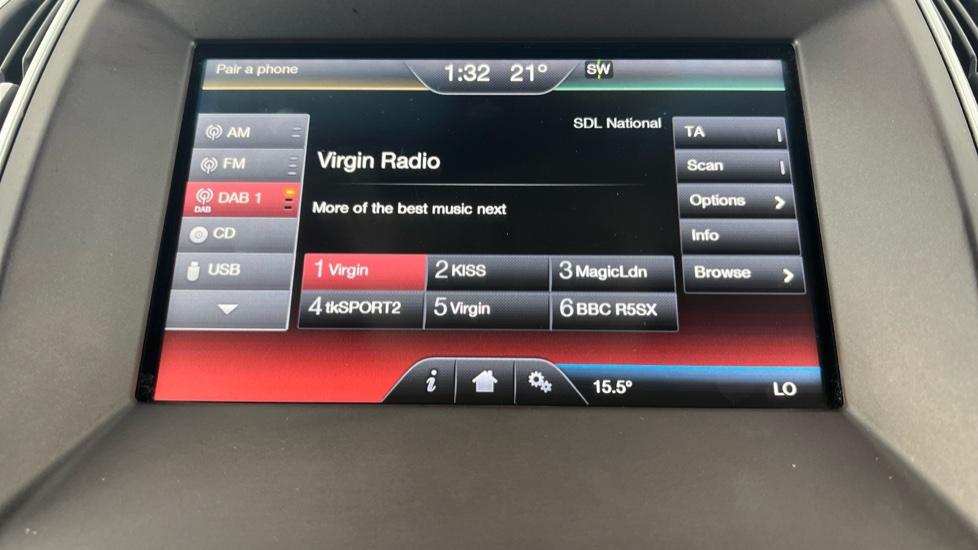 Pair a phone
1:32 21° SW
AM
FM
DAB DAB 1
CD
USB
SDL National
Virgin Radio
More of the best music next
1 Virgin 2 KISS 3 MagicLdn
4 tkSPORT2 5 Virgin 6 BBC R5SX
TA
Scan
Options
Info
Browse
i
15.5° LO